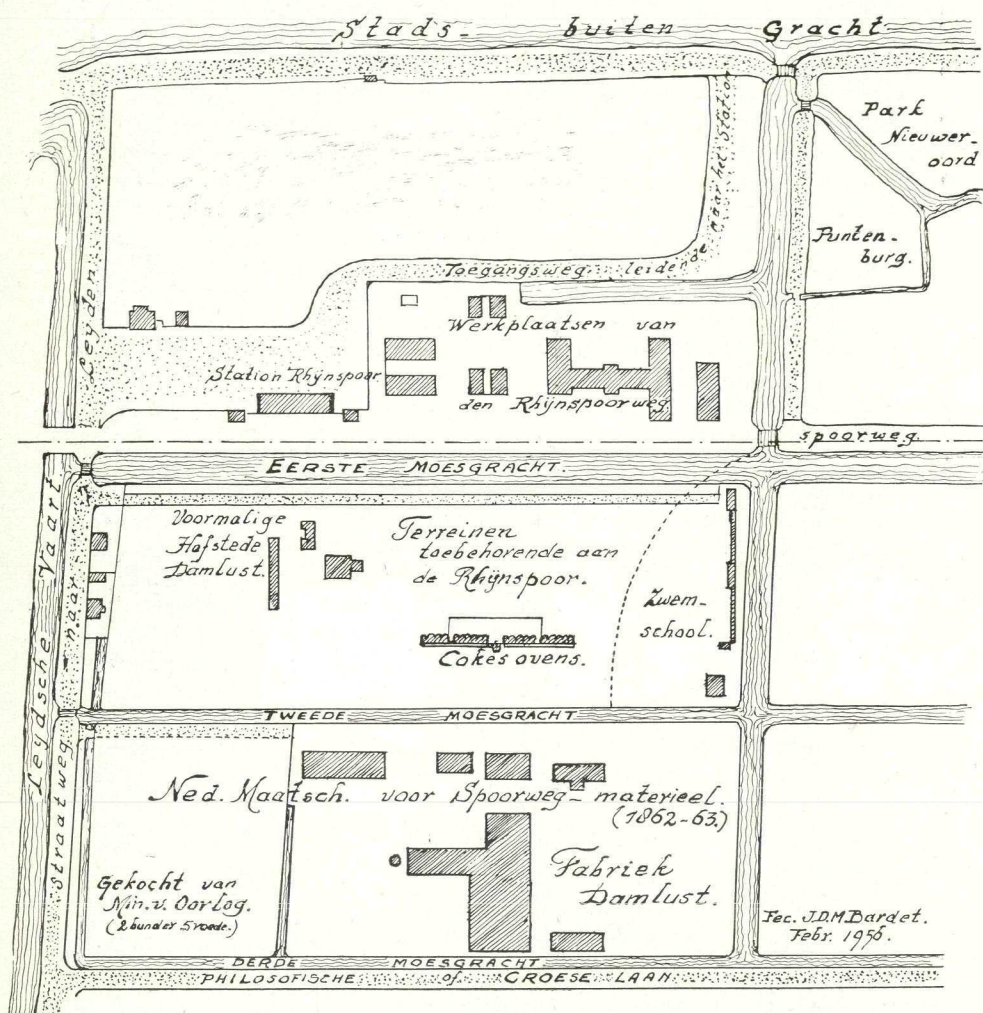 Stads- buiten Gracht
Park
Nieuwer-
oord
Punten-
burg.
Toegangsweg leidende naar het Station
Werkplaatsen van
den Rhijnspoorweg
Station Rhijnspoor
spoorweg.
EERSTE MOESGRACHT.
Voormalige
Hofstede
Damlust.
Terreinen
toebehorende aan
de Rhijnspoor.
Zwem-
school.
Cokes ovens.
Leydsche Vaart
Straatweg naar Leyden
TWEEDE MOESGRACHT
Ned. Maatsch. voor Spoorweg- materieel.
(1862-63.)
Fabriek
Damlust.
Gekocht van
Min. v. Oorlog.
(2 bunder 5 roede.)
Fec. J.D.M.Bardet.
Febr. 1956.
DERDE MOESGRACHT
PHILOSOFISCHE of CROESE LAAN